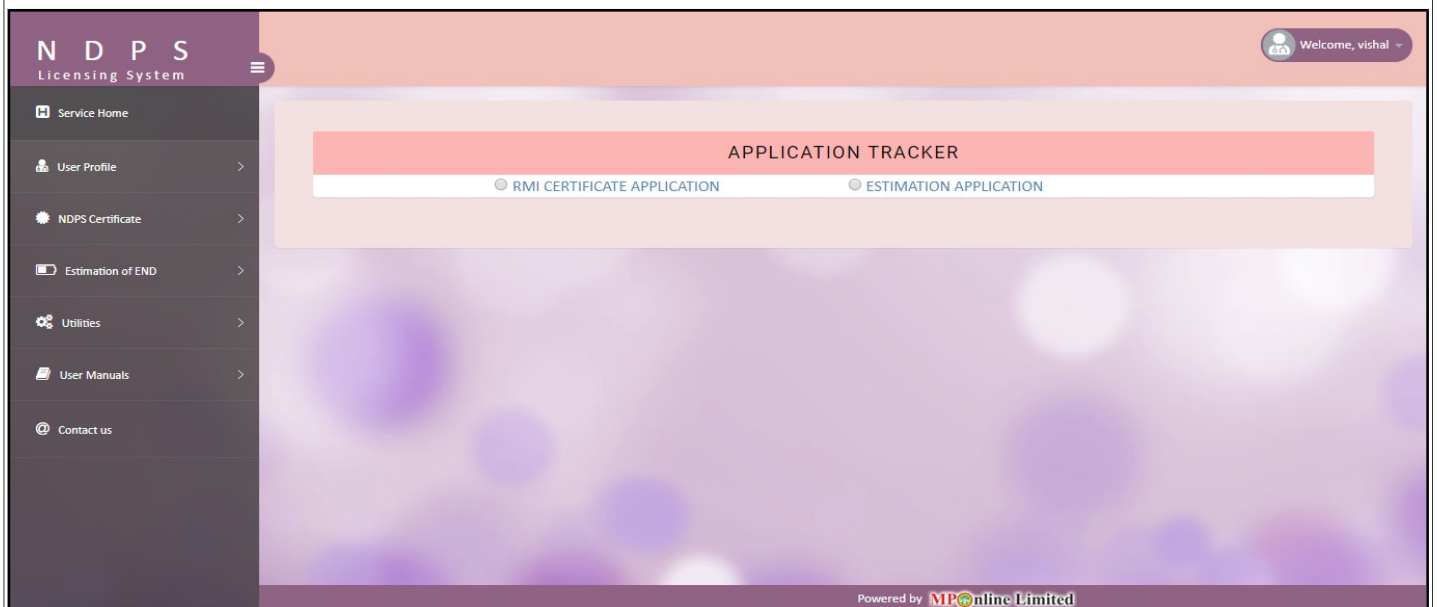 N D P S
Licensing System
Welcome, vishal
Service Home
User Profile
NDPS Certificate
Estimation of END
Utilities
User Manuals
@ Contact us
APPLICATION TRACKER
RMI CERTIFICATE APPLICATION
ESTIMATION APPLICATION
Powered by MPOnline Limited